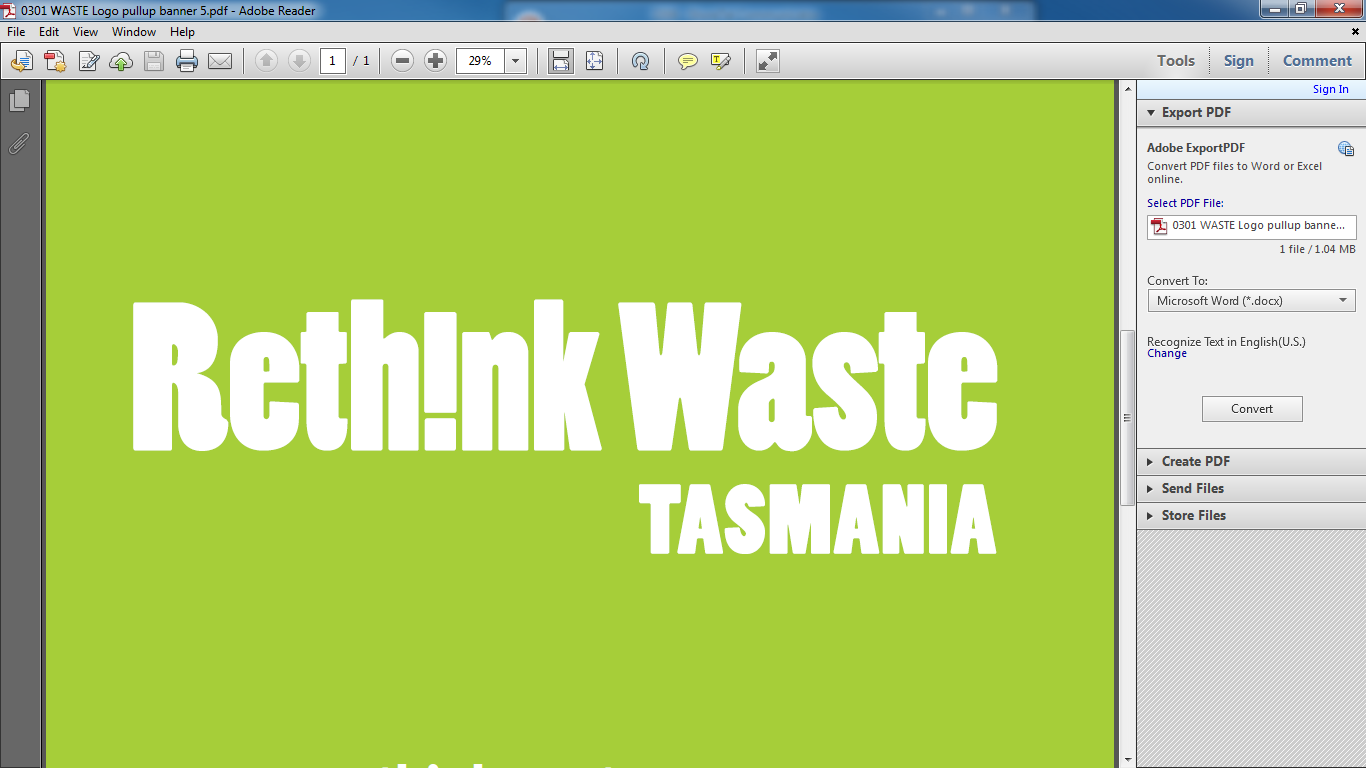 0301 WASTE Logo pullup banner 5.pdf - Adobe Reader
File Edit View Window Help
1 / 1 29% Tools Sign Comment
Sign In
Export PDF
Adobe ExportPDF
Convert PDF files to Word or Excel
online.
Select PDF File:
0301 WASTE Logo pullup banne...
1 file / 1.04 MB
Convert To:
Microsoft Word (*.docx)
Recognize Text in English(U.S.)
Change
Convert
Create PDF
Send Files
Store Files
Reth!nk Waste
TASMANIA